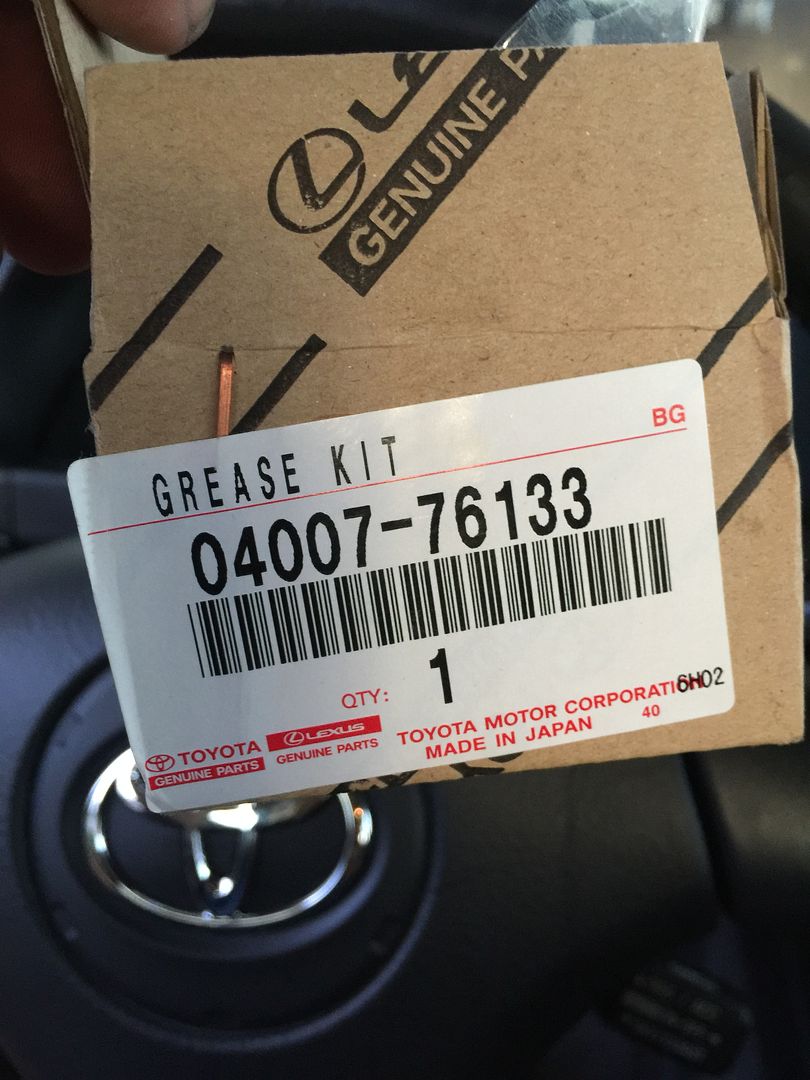 LE
GENUINE P
BG
GREASE KIT
04007-76133
QTY: 1
TOYOTA
GENUINE PARTS
LEXUS
GENUINE PARTS
TOYOTA MOTOR CORPORATI
6H02
MADE IN JAPAN 40